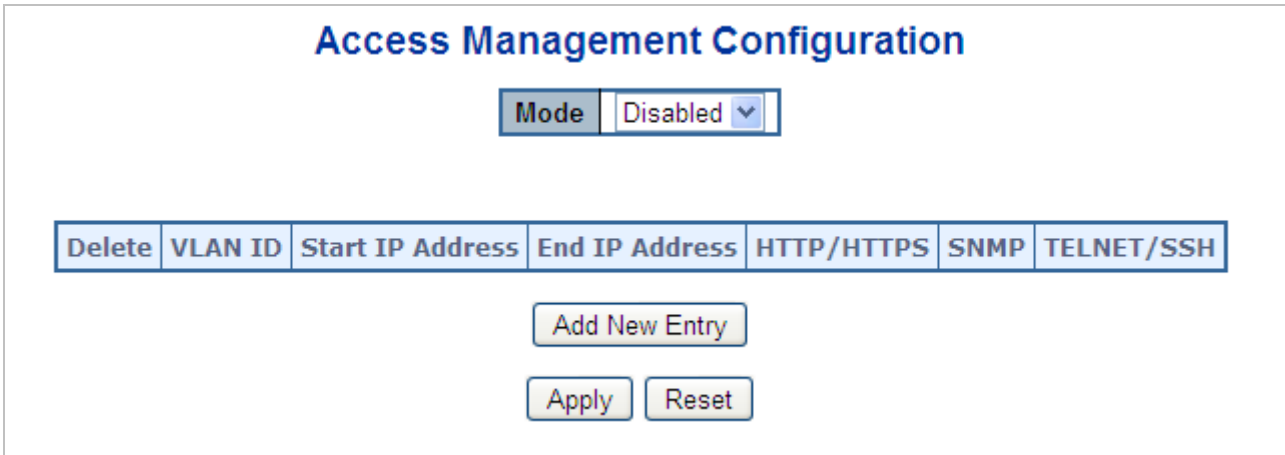 Access Management Configuration
Mode Disabled
Delete VLAN ID Start IP Address End IP Address HTTP/HTTPS SNMP TELNET/SSH
Add New Entry
Apply Reset